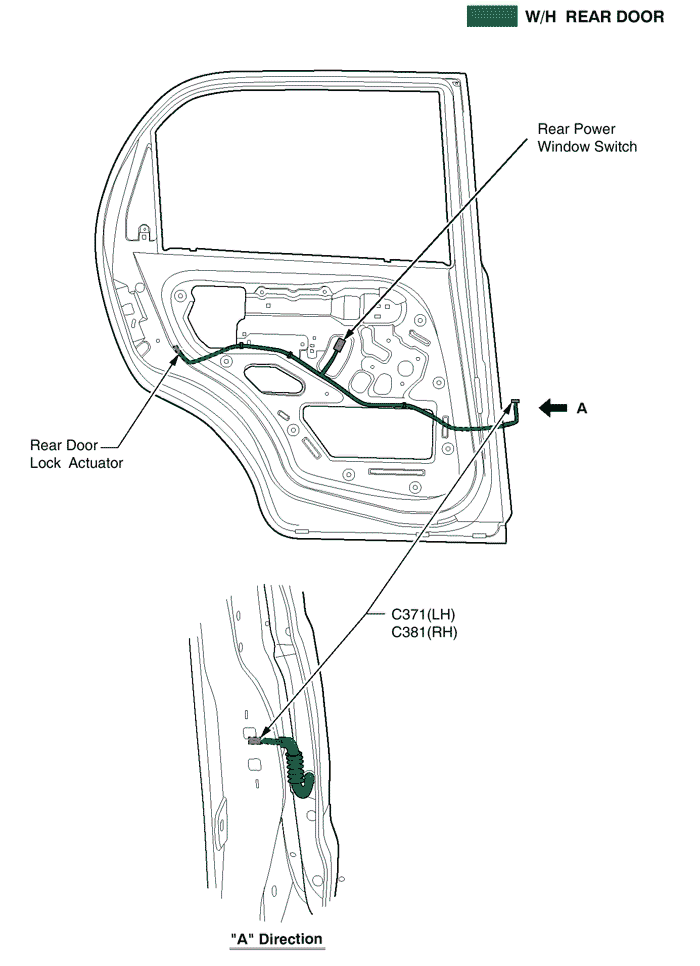 W/H REAR DOOR
Rear Power
Window Switch
A
Rear Door
Lock Actuator
C371(LH)
C381(RH)
"A" Direction